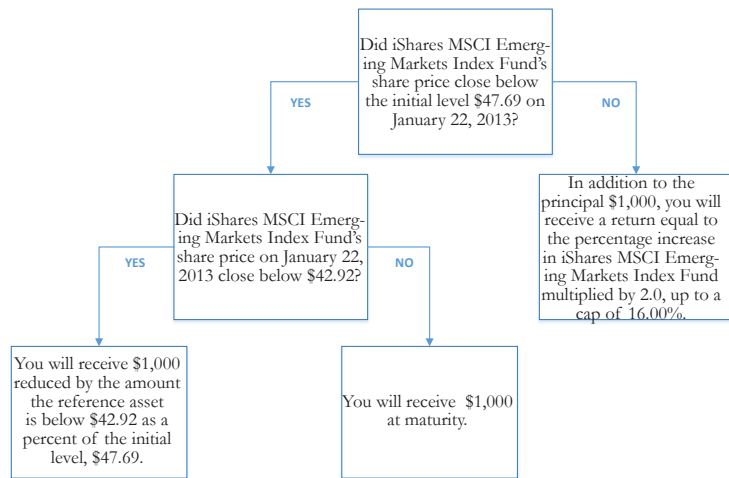 Did iShares MSCI Emerg-
ing Markets Index Fund’s
share price close below
the initial level $47.69 on
January 22, 2013?
YES
NO
Did iShares MSCI Emerg-
ing Markets Index Fund’s
share price on January 22,
2013 close below $42.92?
In addition to the
principal $1,000, you will
receive a return equal to
the percentage increase
in iShares MSCI Emerg-
ing Markets Index Fund
multiplied by 2.0, up to a
cap of 16.00%.
YES
NO
You will receive $1,000
reduced by the amount
the reference asset
is below $42.92 as a
percent of the initial
level, $47.69.
You will receive $1,000
at maturity.